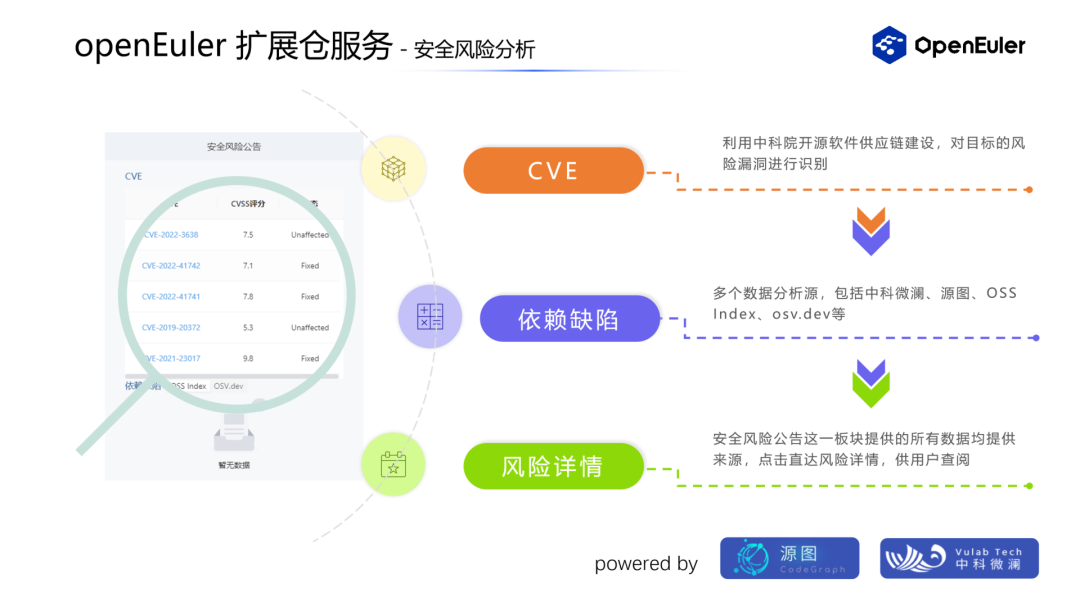 openEuler 扩展仓服务 - 安全风险分析
OpenEuler
安全风险公告
CVE
CVSS评分
态
CVE-2022-3638 7.5 Unaffected
CVE-2022-41742 7.1 Fixed
CVE-2022-41741 7.8 Fixed
CVE-2019-20372 5.3 Unaffected
CVE-2021-23017 9.8 Fixed
OSS Index OSV.dev
暂无数据
CVE
利用中科院开源软件供应链建设，对目标的风
险漏洞进行识别
依赖缺陷
多个数据分析源，包括中科微澜、源图、OSS
Index、osv.dev等
风险详情
安全风险公告这一板块提供的所有数据均提供
来源，点击直达风险详情，供用户查阅
powered by
源图
CodeGraph
Vulab Tech
中科微澜